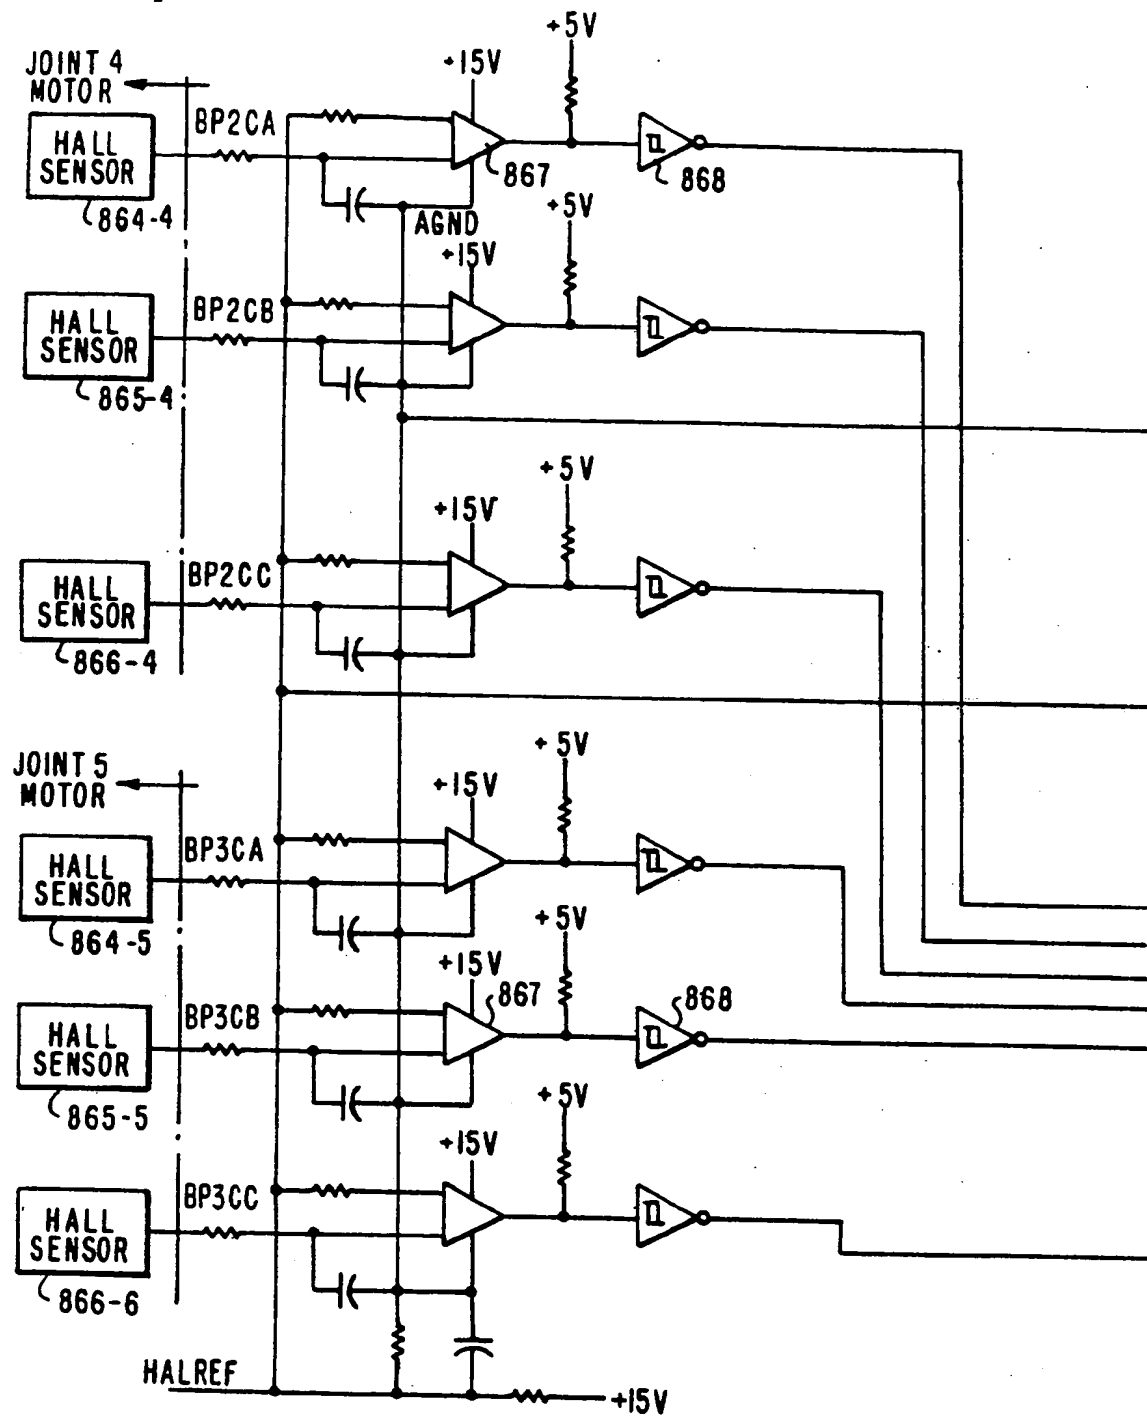 +5V
+15V
JOINT 4
MOTOR
BP2CA
HALL
SENSOR
864-4
867
868
AGND
+5V
+15V
BP2CB
HALL
SENSOR
865-4
+5V
+15V
BP2CC
HALL
SENSOR
866-4
+5V
+15V
JOINT 5
MOTOR
BP3CA
HALL
SENSOR
864-5
+5V
+15V
867
868
BP3CB
HALL
SENSOR
865-5
+5V
+15V
BP3CC
HALL
SENSOR
866-6
HALREF
+15V